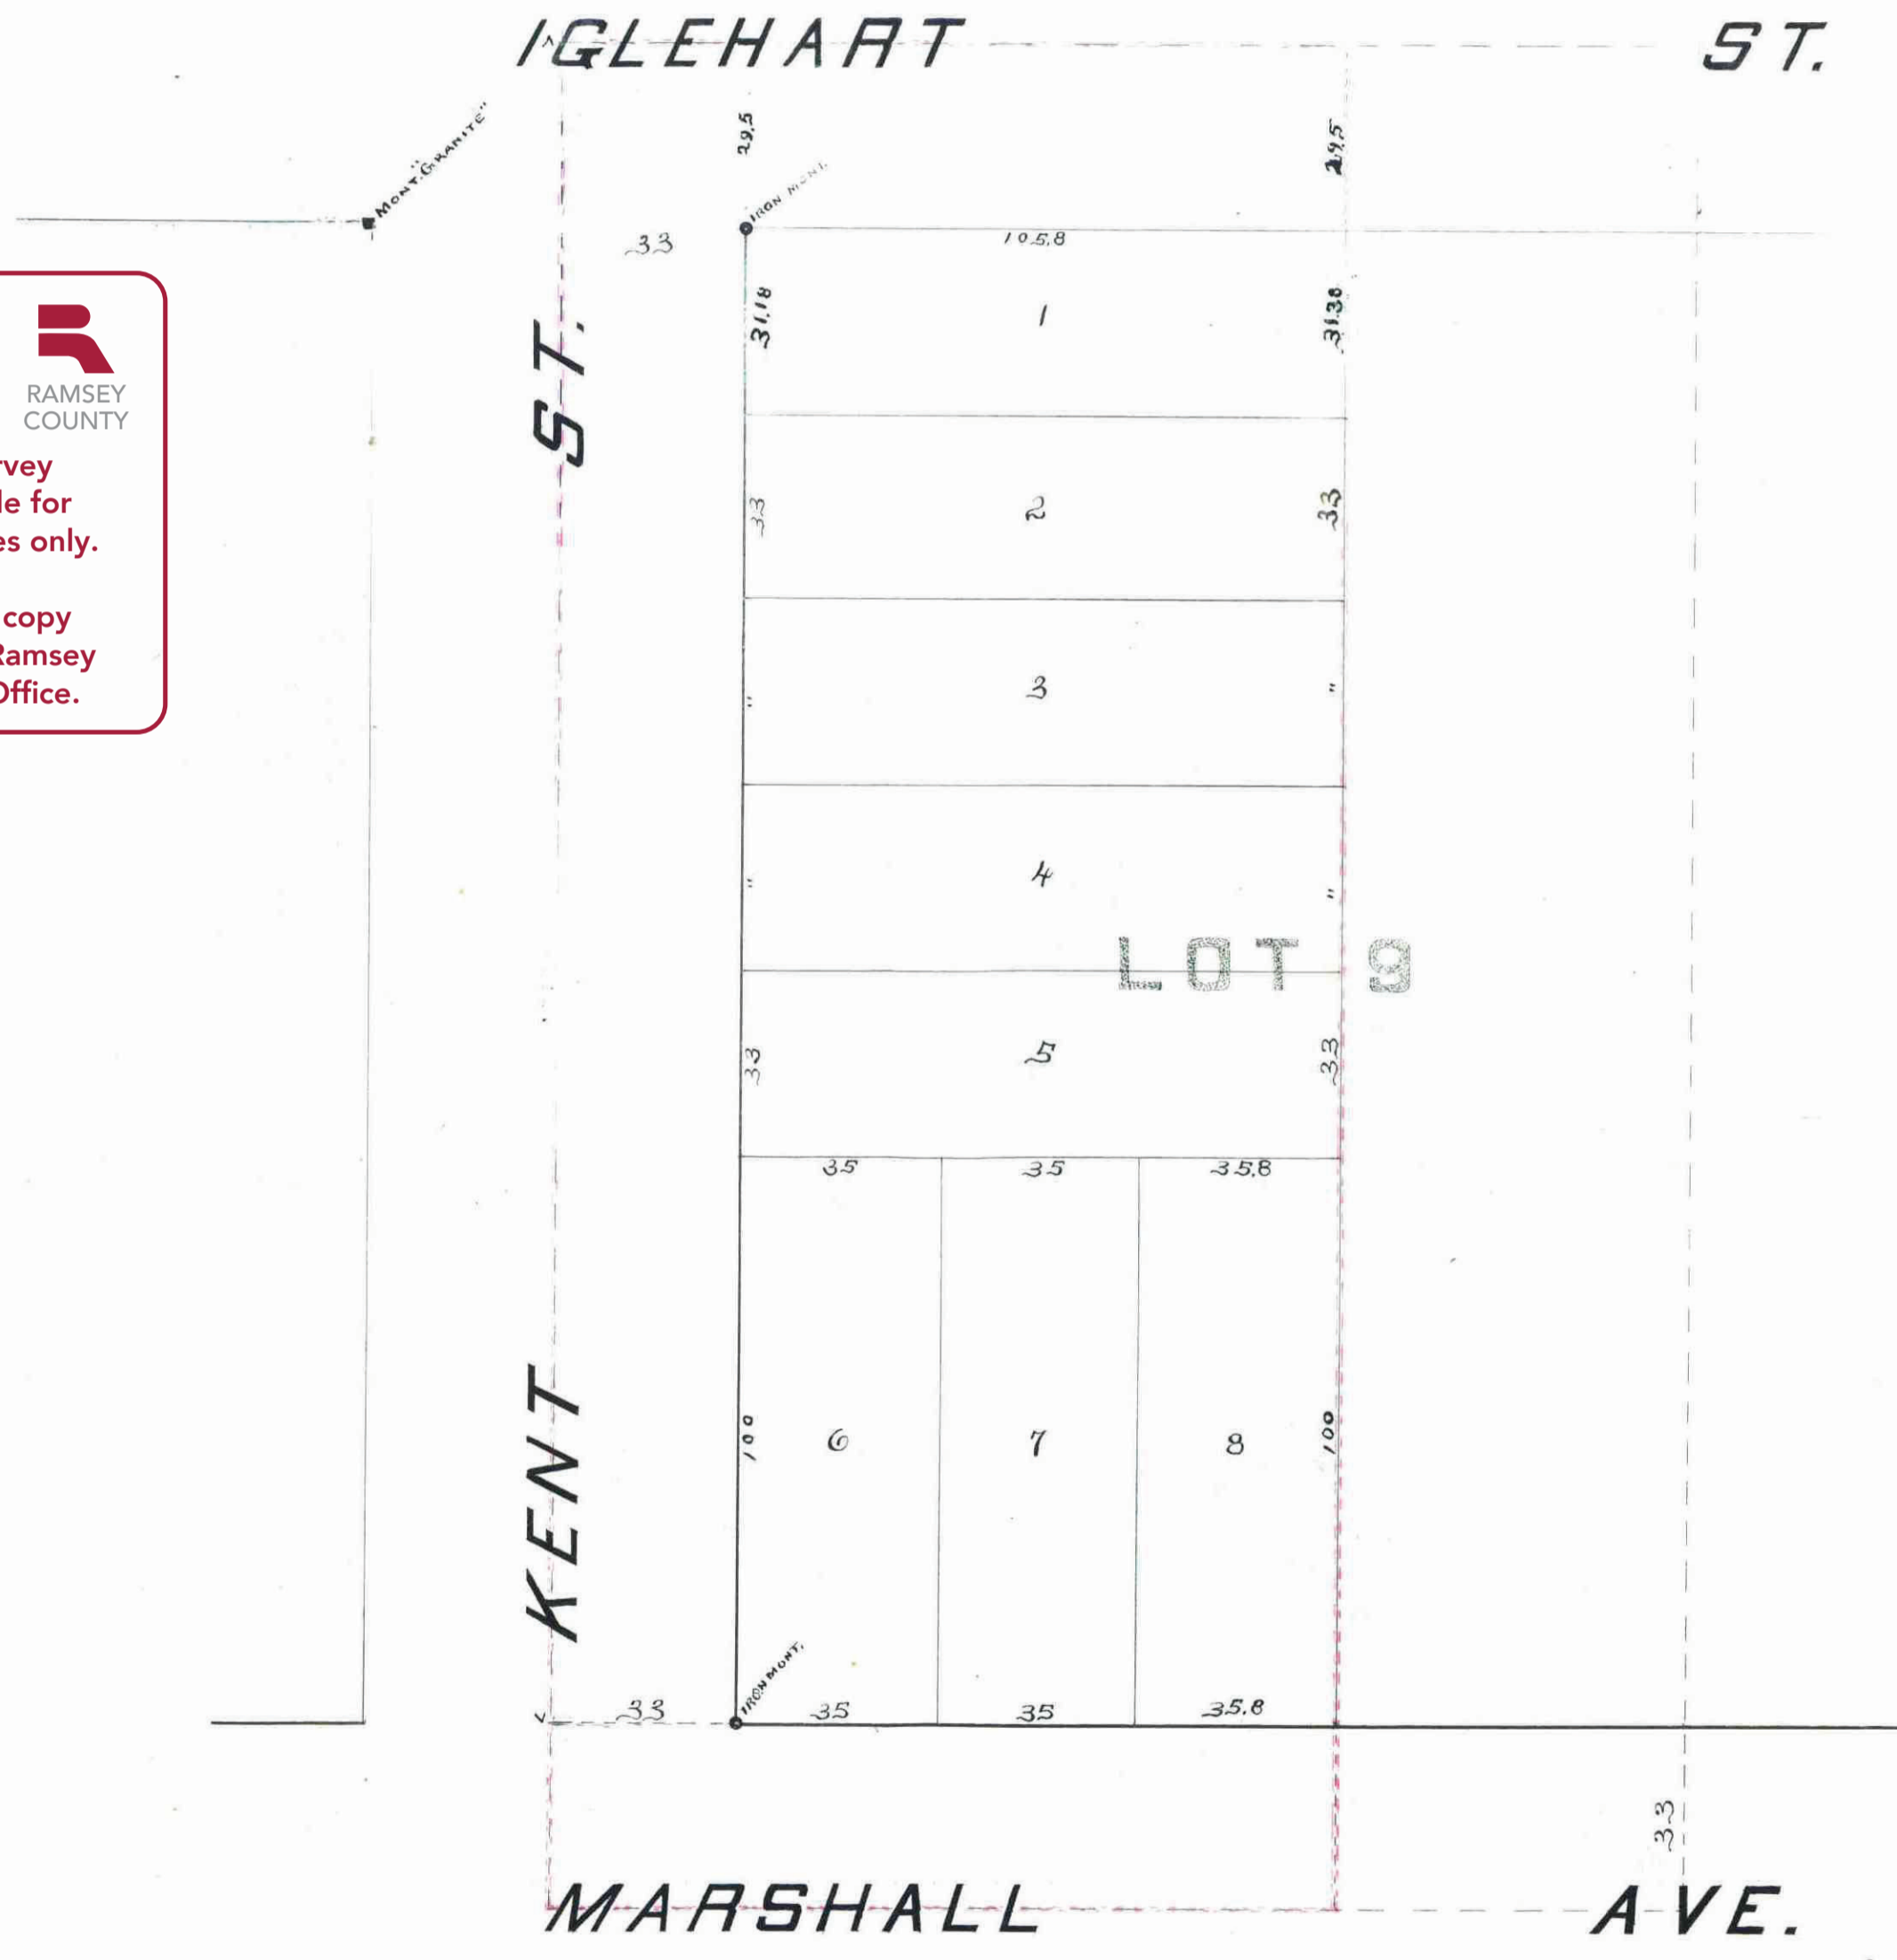 IGLEHART ST.
29.5
29.5
MONT. "GRANITE"
IRON MONT.
33
105.8
31.18
1
31.38
ST.
RAMSEY
COUNTY
rvey
le for
es only.
copy
Ramsey
Office.
33
2
33
"
3
"
"
4
"
LOT 9
33
5
33
35
35
35.8
KENT
100
6
7
8
100
IRON MONT.
33
35
35
35.8
33
MARSHALL AVE.